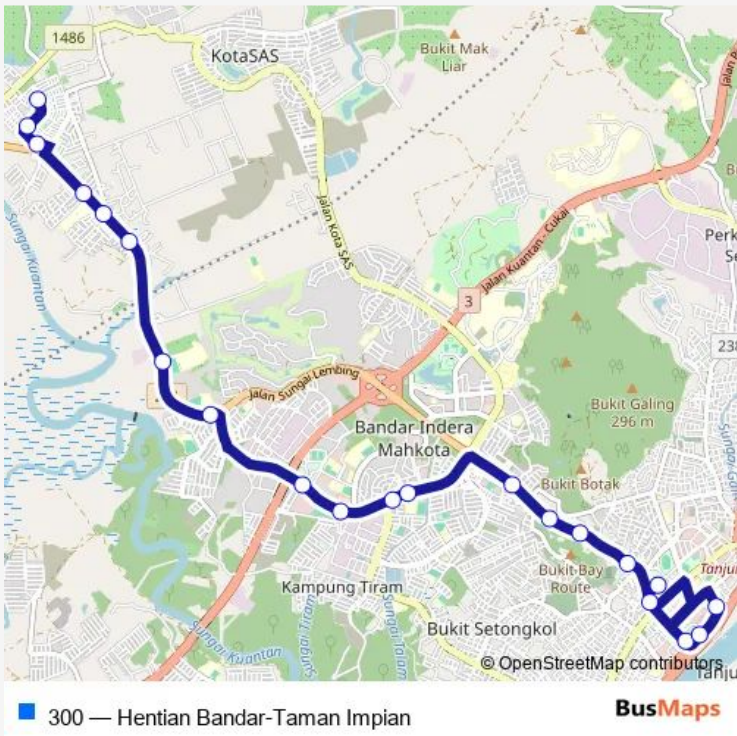 1486
KotaSAS
Bukit Mak
Liar
Sungai Kuantan
Jalan Kota SAS
Jalan Kuantan - Cukai
3
Perk
Se
238
Jalan Sungai Lembing
Bandar Indera
Mahkota
Bukit Galing
296 m
Bukit Botak
Bukit Bay
Route
Kampung Tiram
Sungai Tiram
Bukit Setongkol
Sungai Kuantan
© OpenStreetMap contributors
300 — Hentian Bandar-Taman Impian
BusMaps